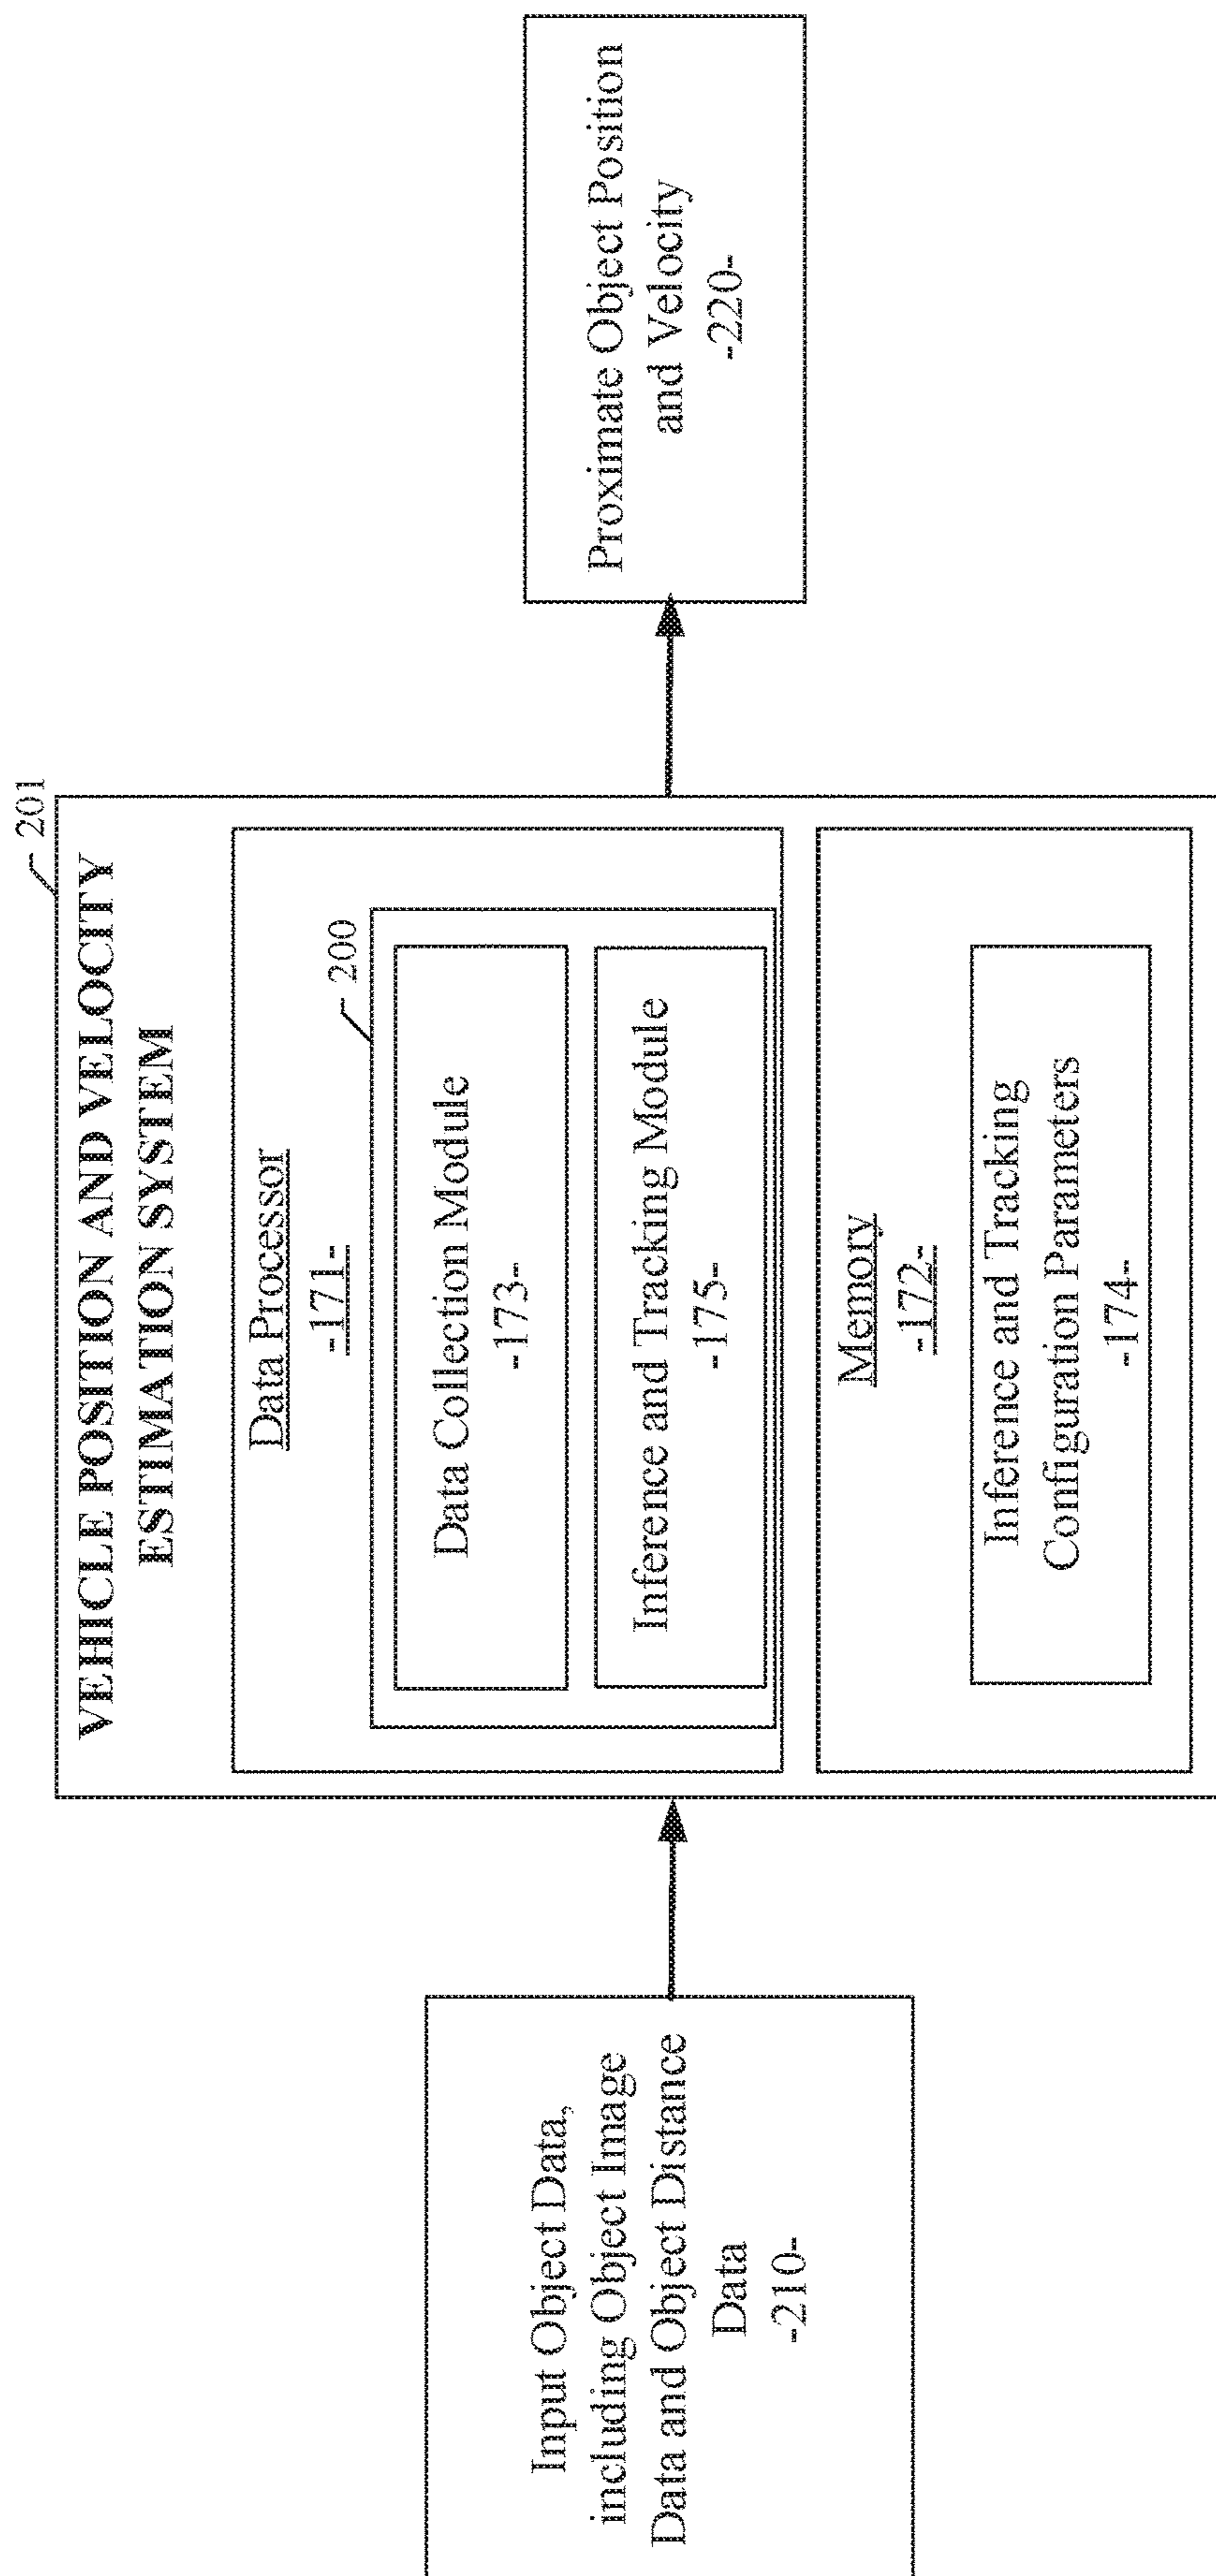 Input Object Data,
including Object Image
Data and Object Distance
Data
-210-
201
VEHICLE POSITION AND VELOCITY
ESTIMATION SYSTEM
Data Processor
-171-
200
Data Collection Module
-173-
Inference and Tracking Module
-175-
Memory
-172-
Inference and Tracking
Configuration Parameters
-174-
Proximate Object Position
and Velocity
-220-